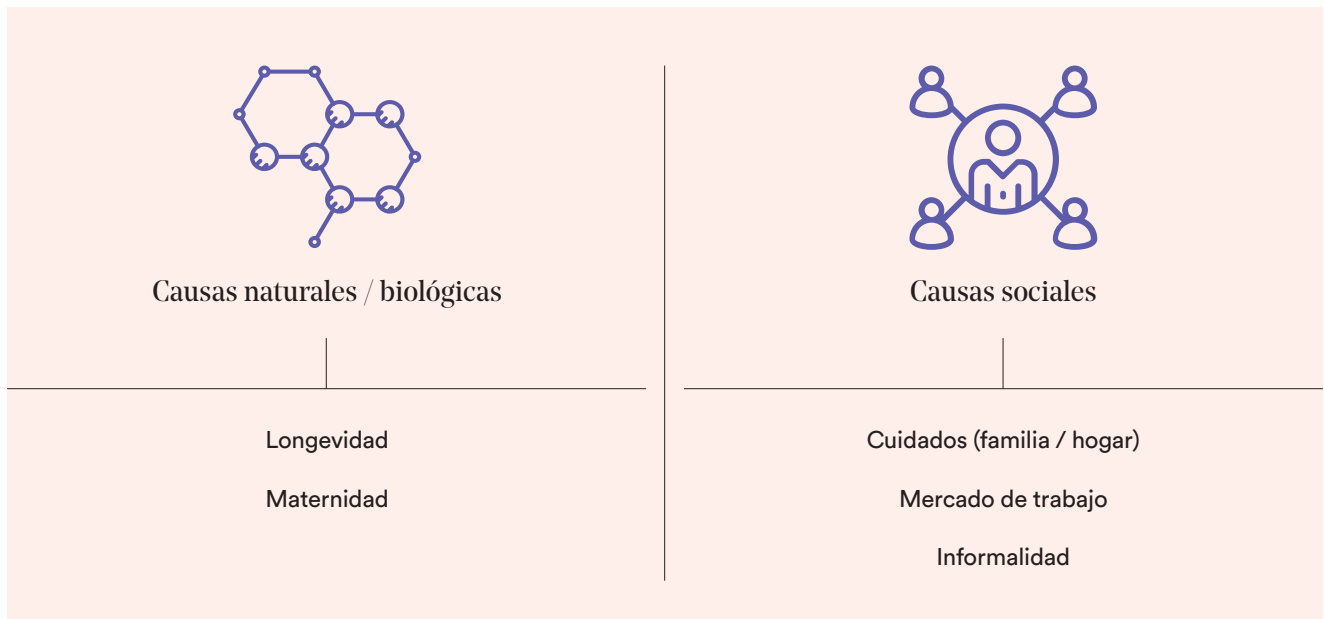 Causas naturales / biológicas
Longevidad
Maternidad
Causas sociales
Cuidados (familia / hogar)
Mercado de trabajo
Informalidad